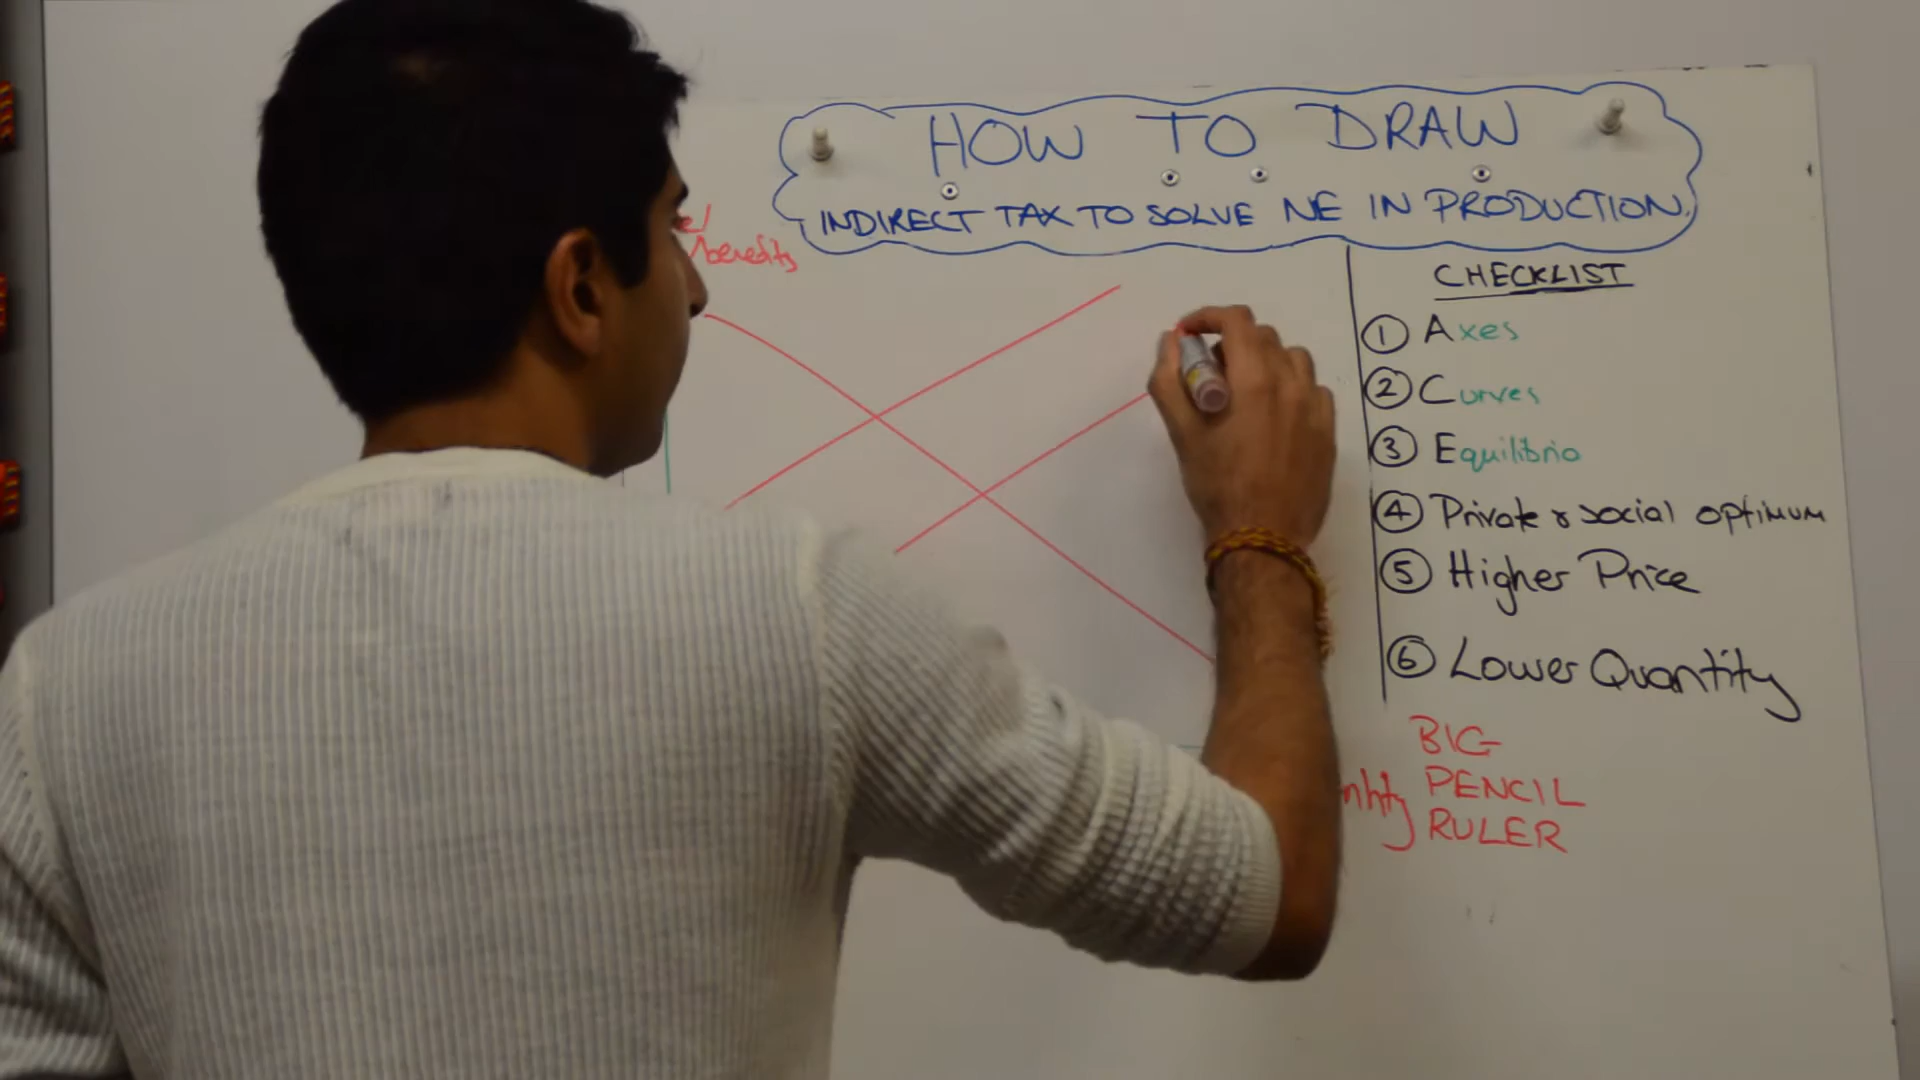 HOW TO DRAW
INDIRECT TAX TO SOLVE NE IN PRODUCTION
/benefits
CHECKLIST
1 Axes
2 Curves
3 Equilibria
4 Private & social optimum
5 Higher Price
6 Lower Quantity
BIG
PENCIL
RULER